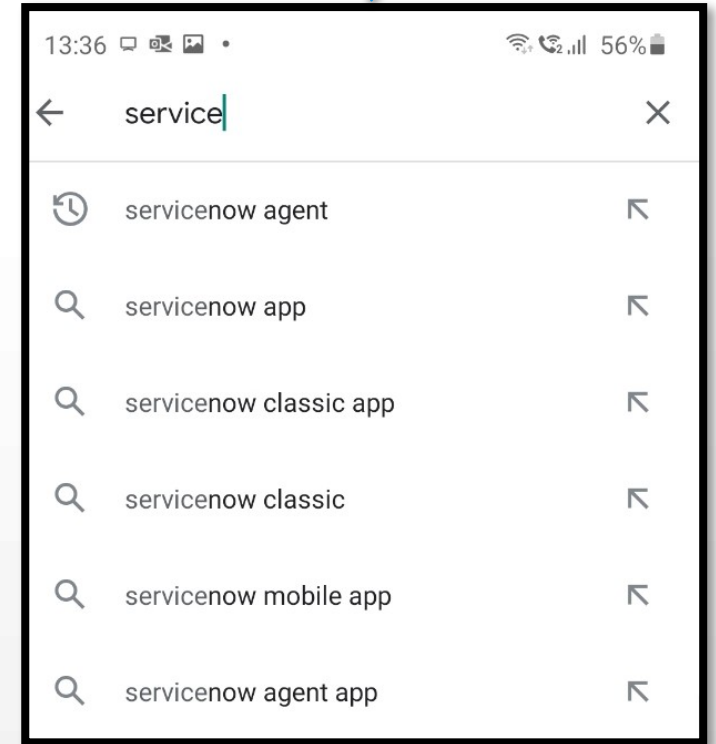 13:36 56%
service
servicenow agent
servicenow app
servicenow classic app
servicenow classic
servicenow mobile app
servicenow agent app